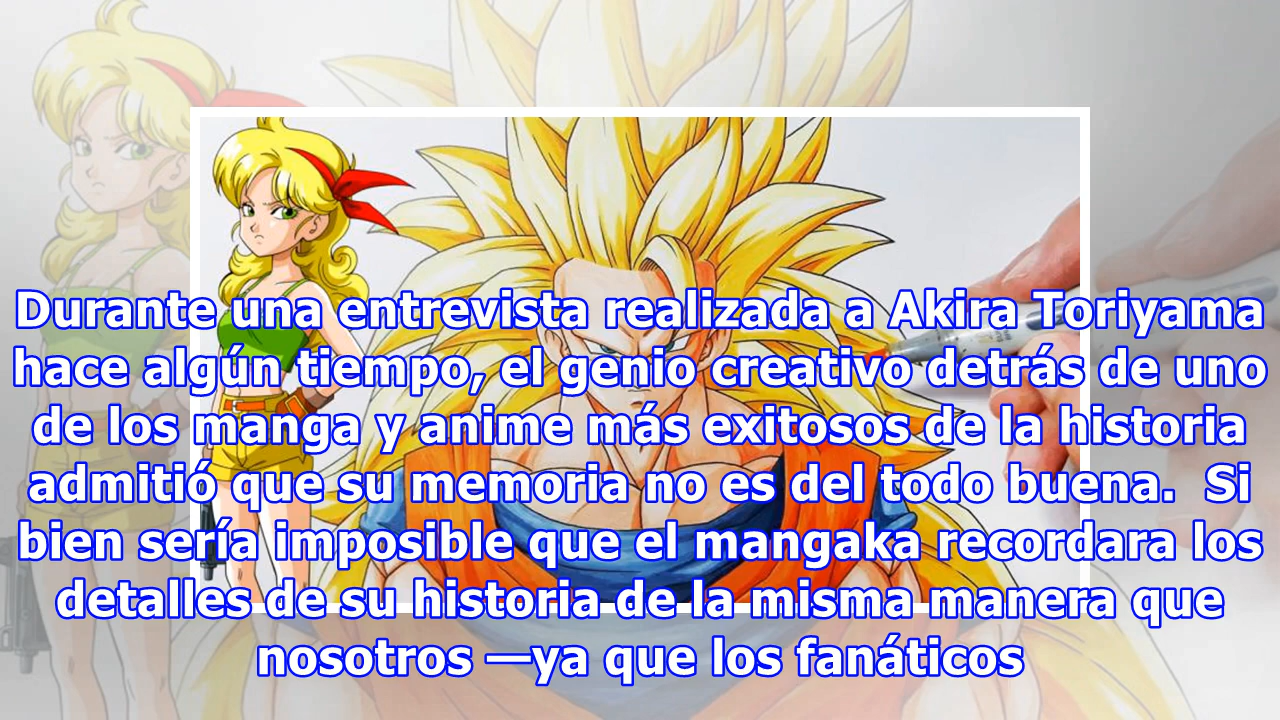 Durante una entrevista realizada a Akira Toriyama
hace algún tiempo, el genio creativo detrás de uno
de los manga y anime más exitosos de la historia
admitió que su memoria no es del todo buena.  Si
bien sería imposible que el mangaka recordara los
detalles de su historia de la misma manera que
nosotros —ya que los fanáticos